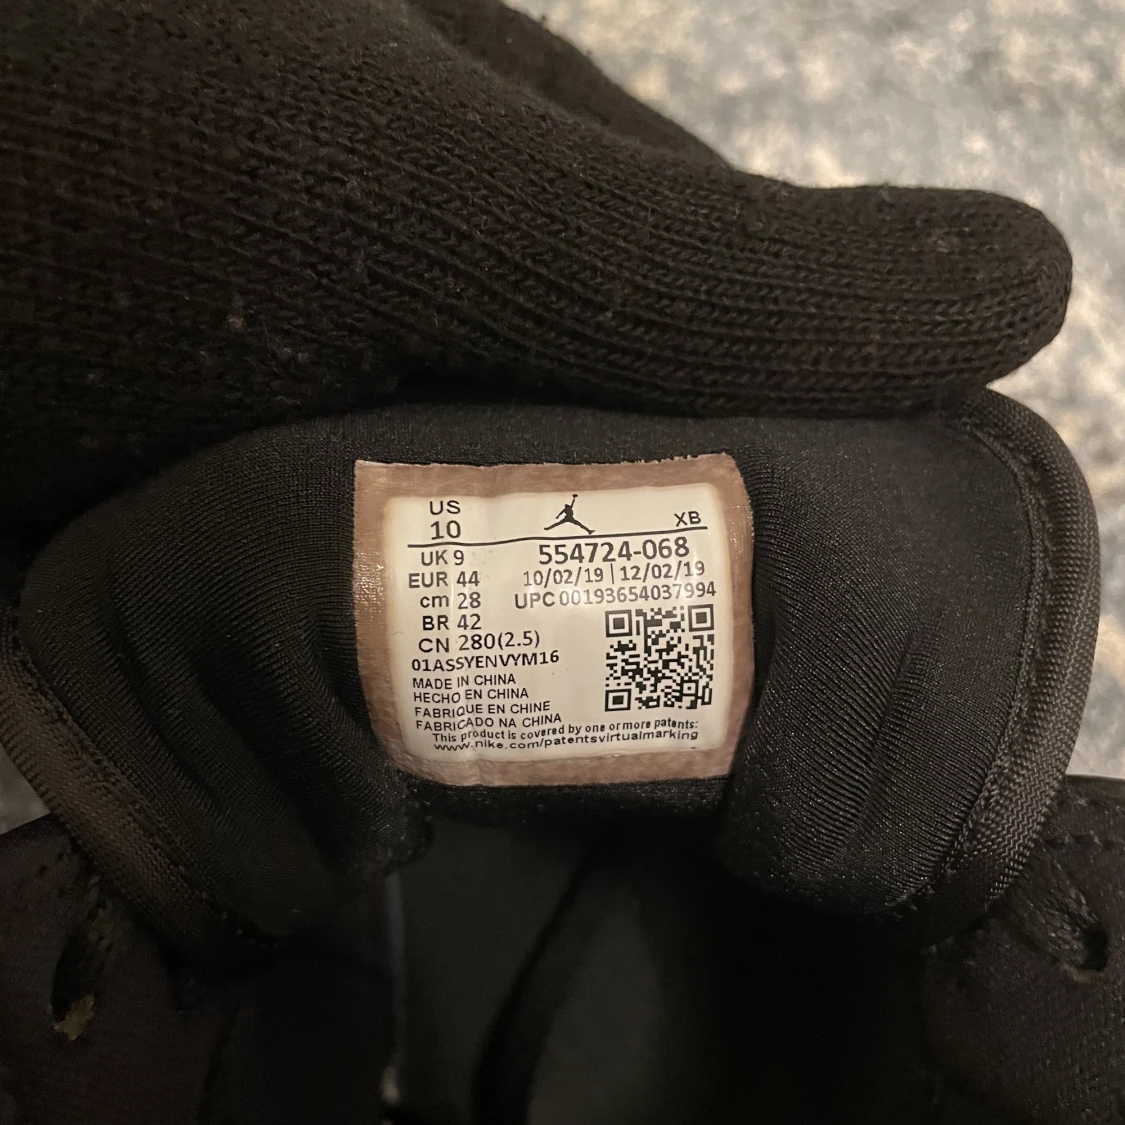 US
10
XB
UK 9
554724-068
EUR 44
10/02/19 | 12/02/19
cm 28
UPC 00193654037994
BR 42
CN 280(2.5)
01ASSYENVYM16
MADE IN CHINA
HECHO EN CHINA
FABRIQUE EN CHINE
FABRICADO NA CHINA
This product is covered by one or more patents:
www.nike.com/patentsvirtualmarking